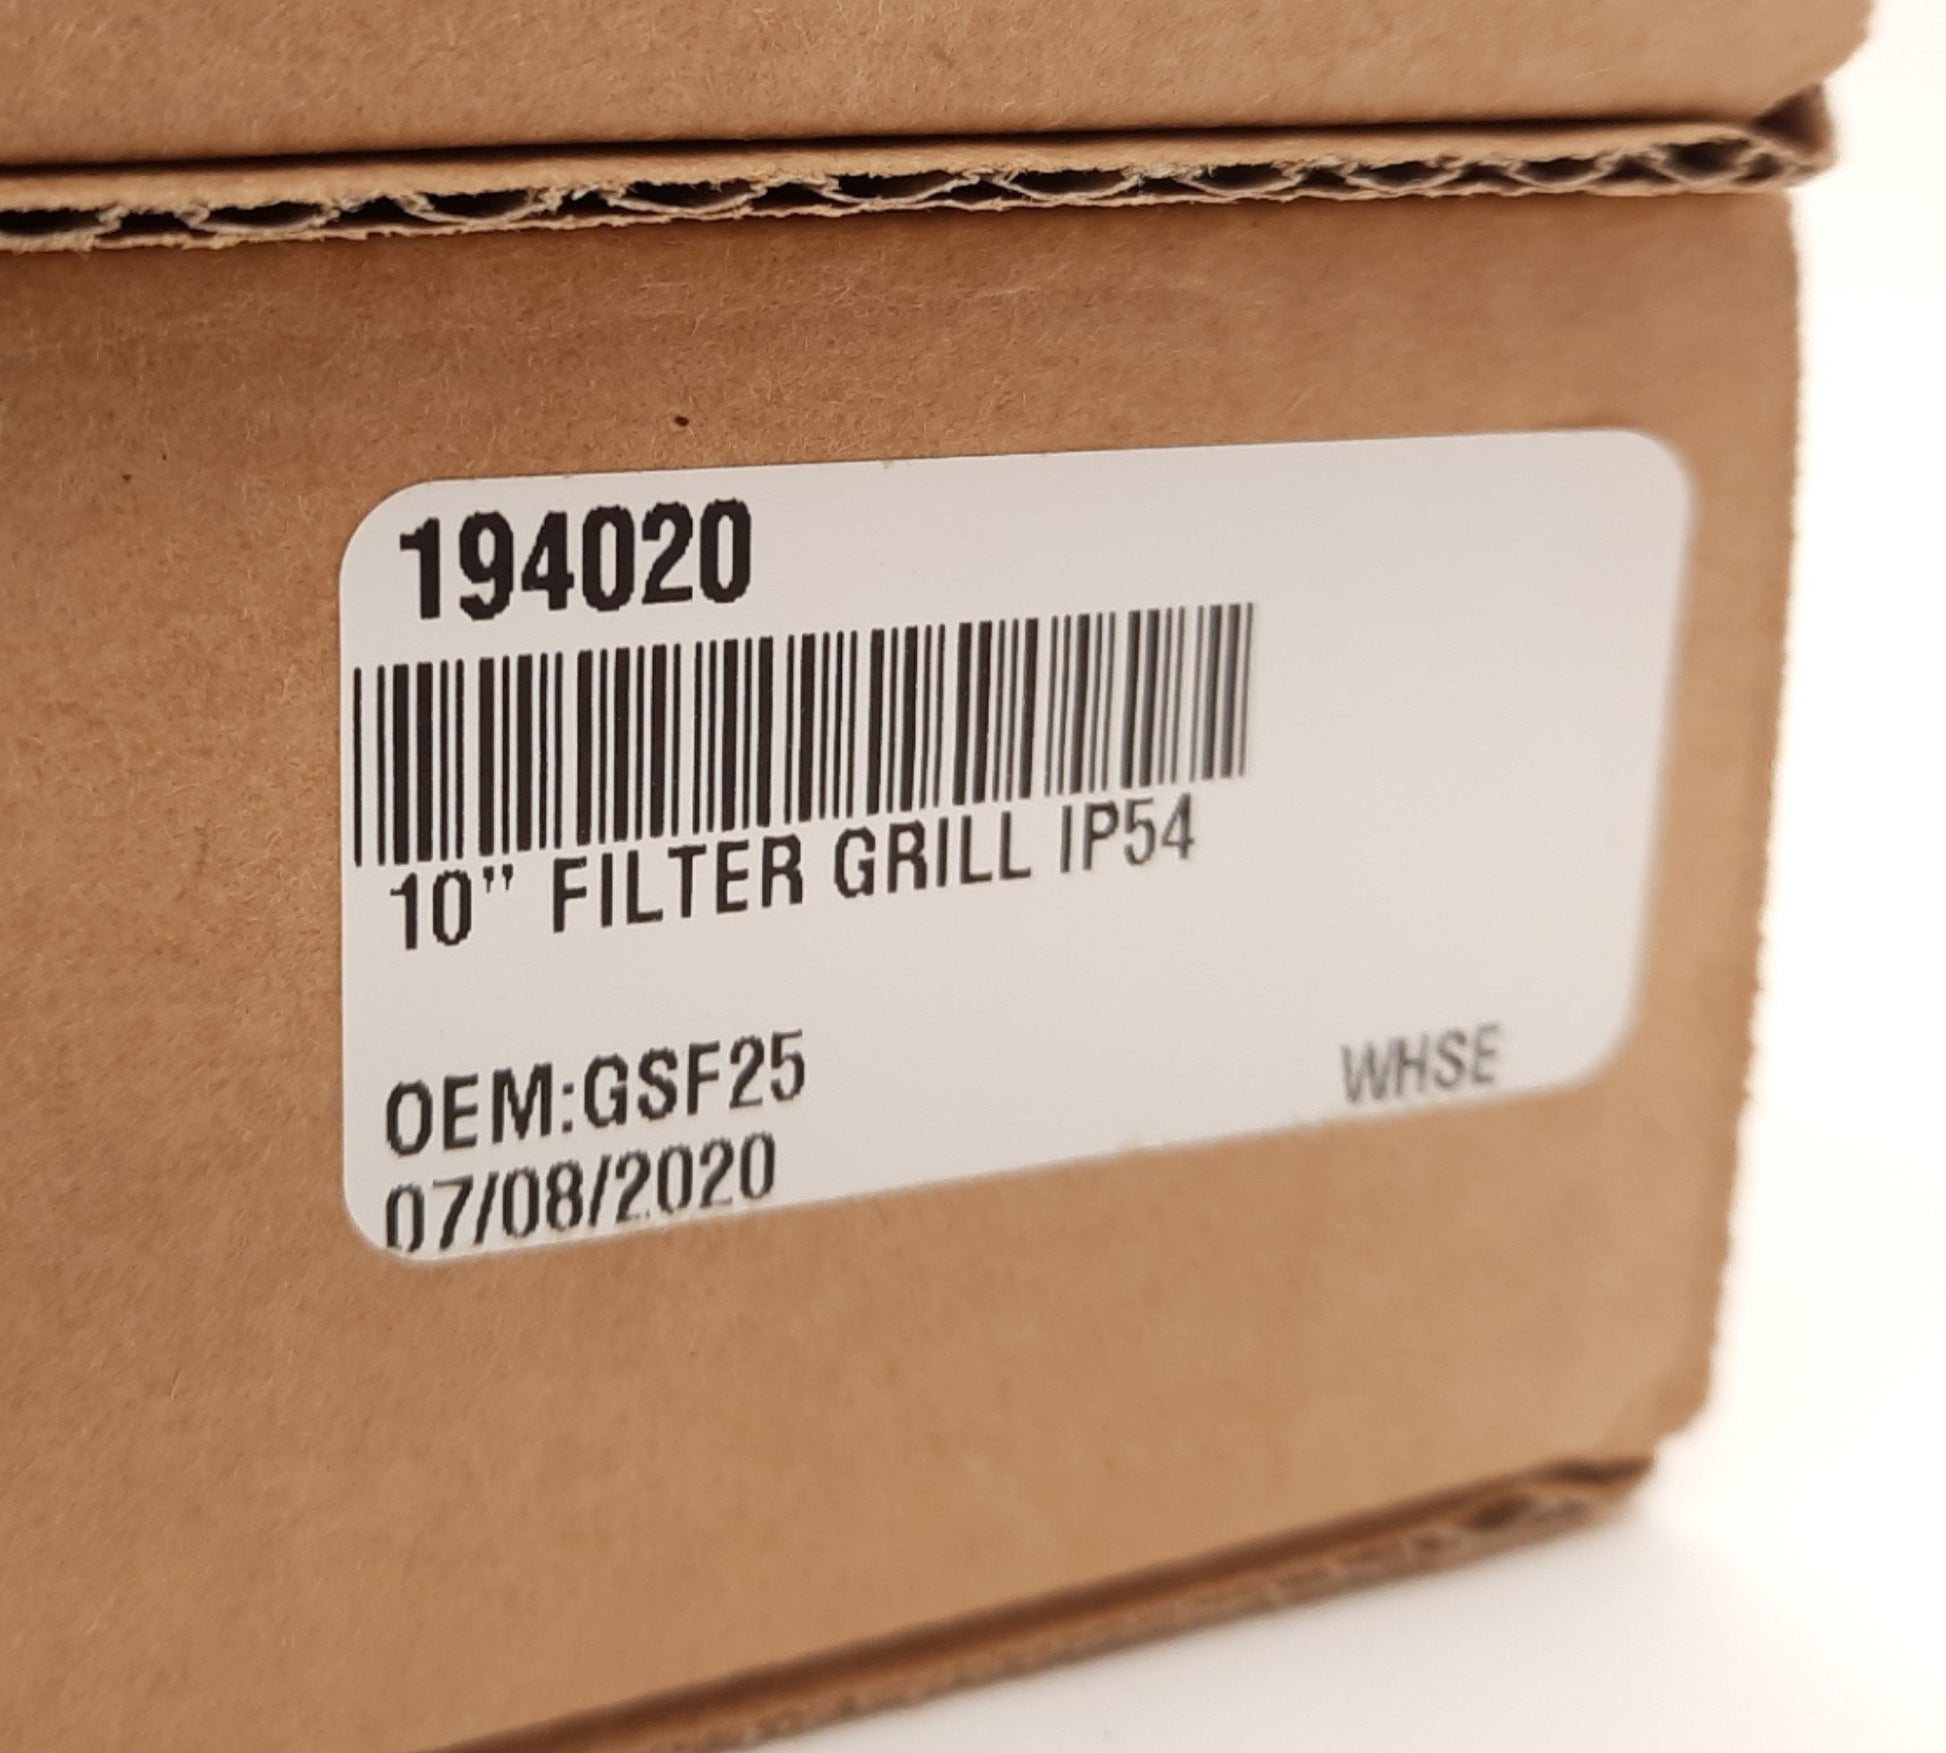 194020
10" FILTER GRILL IP54
OEM:GSF25
WHSE
07/08/2020